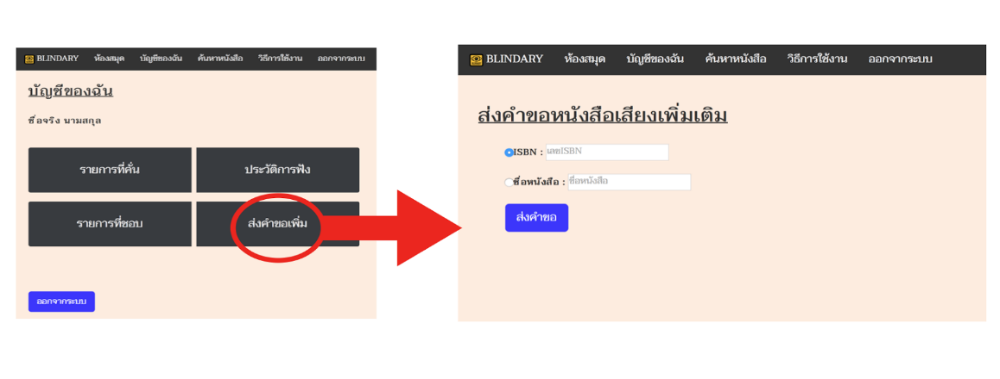 BLINDARY ห้องสมุด บัญชีของฉัน ค้นหาหนังสือ วิธีการใช้งาน ออกจากระบบ
บัญชีของฉัน
ชื่อจริง นามสกุล
รายการที่คั่น ประวัติการฟัง
รายการที่ชอบ ส่งคำขอเพิ่ม
ออกจากระบบ
BLINDARY ห้องสมุด บัญชีของฉัน ค้นหาหนังสือ วิธีการใช้งาน ออกจากระบบ
ส่งคำขอหนังสือเสียงเพิ่มเติม
ISBN : เลขISBN
ชื่อหนังสือ : ชื่อหนังสือ
ส่งคำขอ